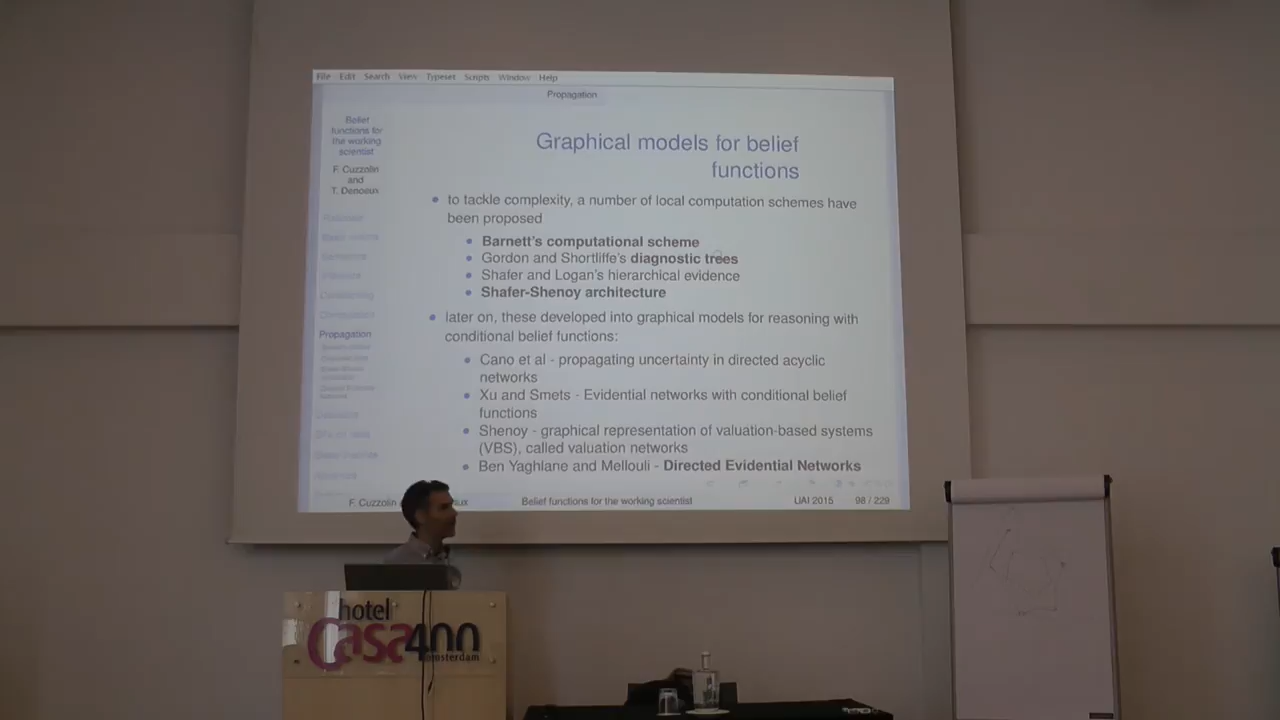 File Edit Search View Typeset Scripts Window Help
Propagation
Belief
functions for
the working
scientist
F. Cuzzolin
and
T. Denoeux
Propagation
Graphical models for belief
functions
to tackle complexity, a number of local computation schemes have
been proposed
Barnett's computational scheme
Gordon and Shortliffe's diagnostic trees
Shafer and Logan's hierarchical evidence
Shafer-Shenoy architecture
later on, these developed into graphical models for reasoning with
conditional belief functions:
Cano et al - propagating uncertainty in directed acyclic
networks
Xu and Smets - Evidential networks with conditional belief
functions
Shenoy - graphical representation of valuation-based systems
(VBS), called valuation networks
Ben Yaghlane and Mellouli - Directed Evidential Networks
F. Cuzzolin Belief functions for the working scientist UAI 2015 98 / 229
hotel
Casa400
amsterdam